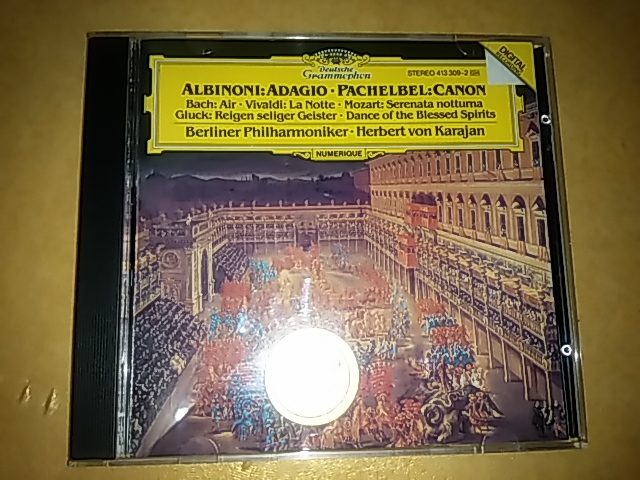 Deutsche
Grammophon
STEREO 413 309-2
DIGITAL
RECORDING
ALBINONI: ADAGIO · PACHELBEL: CANON
Bach: Air · Vivaldi: La Notte · Mozart: Serenata notturna
Gluck: Reigen seliger Geister · Dance of the Blessed Spirits
Berliner Philharmoniker · Herbert von Karajan
NUMERIQUE